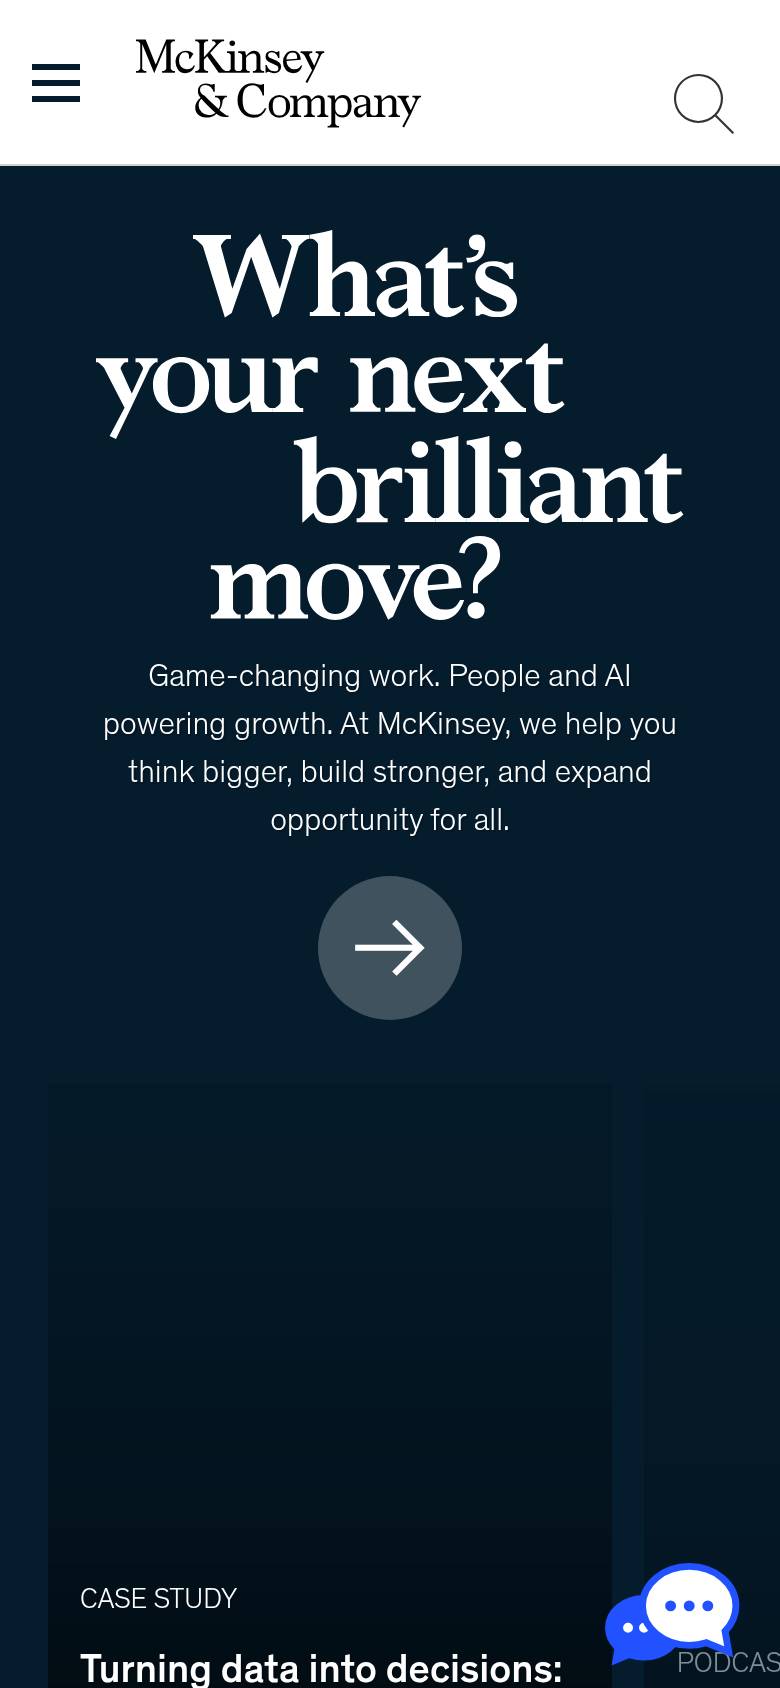 McKinsey
& Company
What’s
your next
brilliant
move?
Game-changing work. People and AI
powering growth. At McKinsey, we help you
think bigger, build stronger, and expand
opportunity for all.
CASE STUDY
Turning data into decisions:
PODCAS